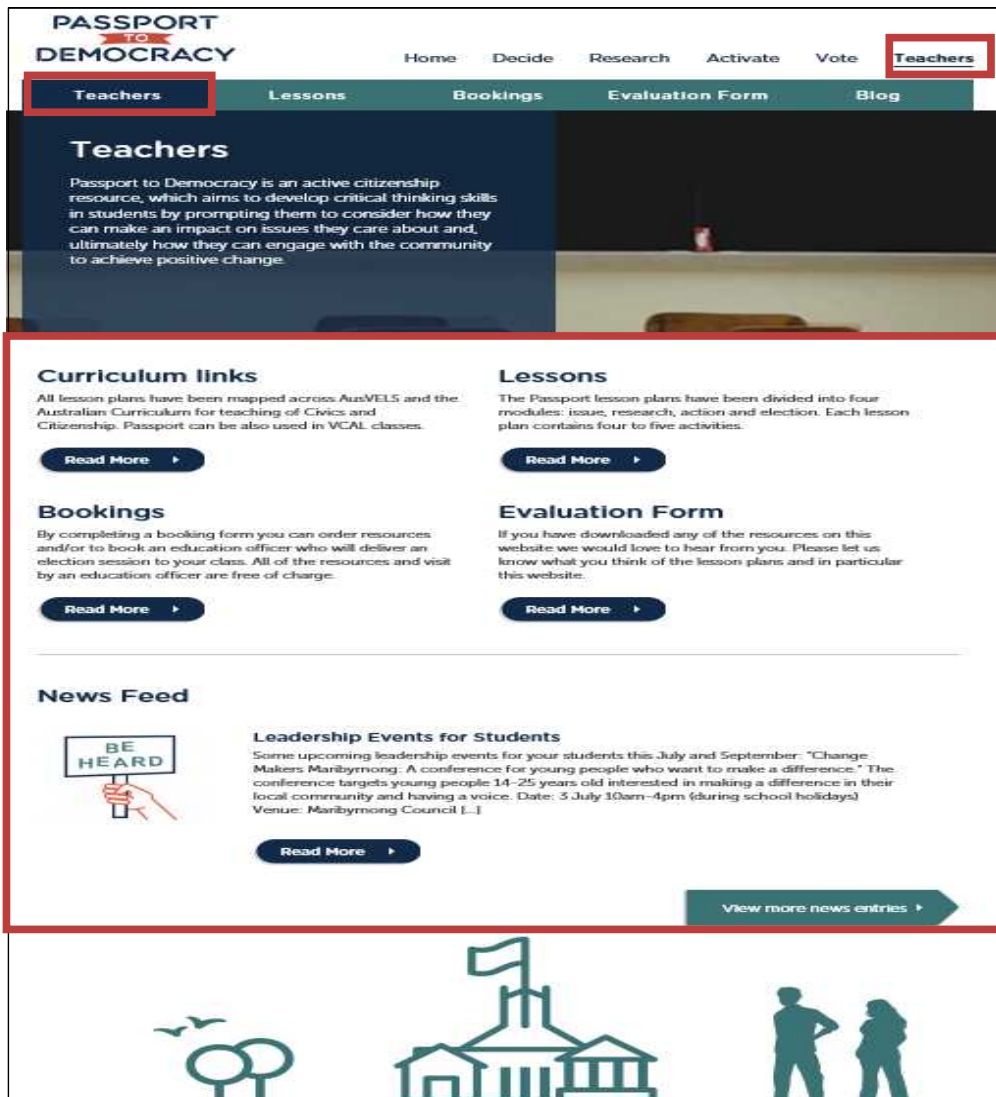 PASSPORT
TO
DEMOCRACY
Home Decide Research Activate Vote Teachers
Teachers Lessons Bookings Evaluation Form Blog
Teachers
Passport to Democracy is an active citizenship
resource, which aims to develop critical thinking skills
in students by prompting them to consider how they
can make an impact on issues they care about and,
ultimately how they can engage with the community
to achieve positive change.
Curriculum links
All lesson plans have been mapped across AusVELS and the
Australian Curriculum for teaching of Civics and
Citizenship. Passport can be also used in VCAL classes.
Read More
Lessons
The Passport lesson plans have been divided into four
modules: issue, research, action and election. Each lesson
plan contains four to five activities.
Read More
Bookings
By completing a booking form you can order resources
and/or to book an education officer who will deliver an
election session to your class. All of the resources and visit
by an education officer are free of charge.
Read More
Evaluation Form
If you have downloaded any of the resources on this
website we would love to hear from you. Please let us
know what you think of the lesson plans and in particular
this website.
Read More
News Feed
BE
HEARD
Leadership Events for Students
Some upcoming leadership events for your students this July and September: "Change
Makers Maribyrnong: A conference for young people who want to make a difference." The
conference targets young people 14-25 years old interested in making a difference in their
local community and having a voice. Date: 3 July 10am-4pm (during school holidays)
Venue: Maribyrnong Council [...]
Read More
View more news entries